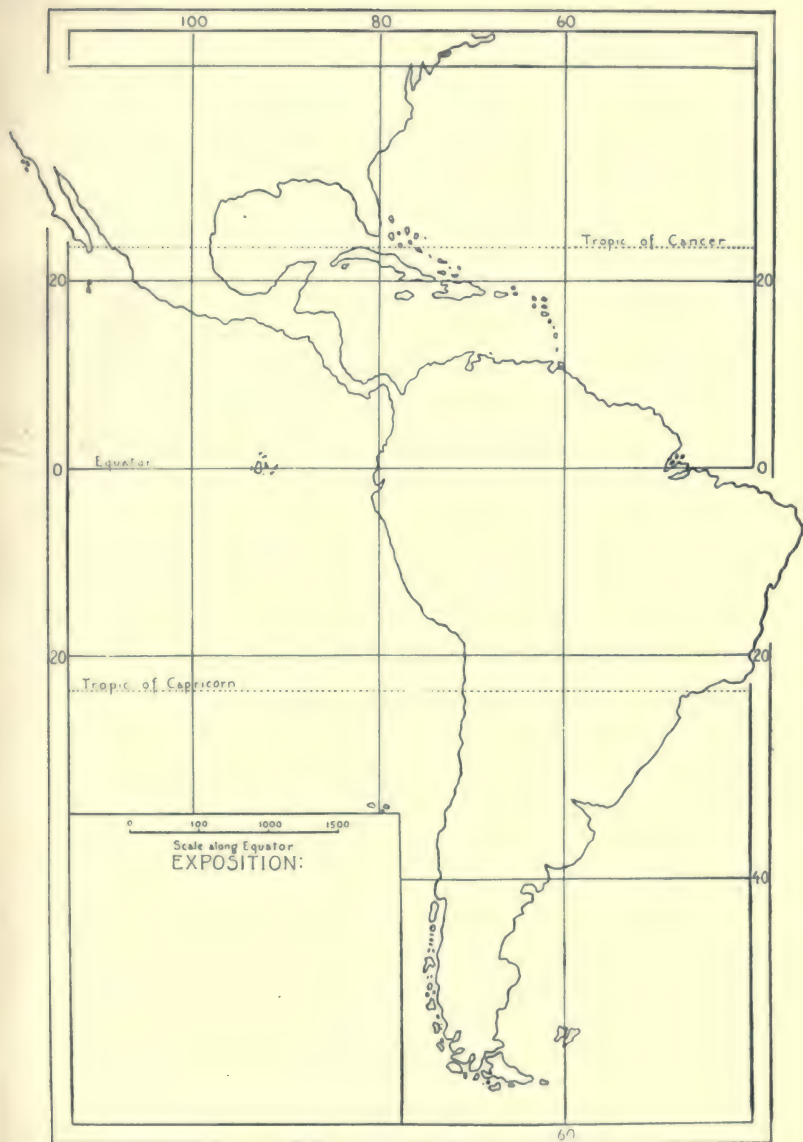 100 80 60
Tropic of Cancer
20 20
Equator 0
0
20 20
Tropic of Capricorn
0 100 1000 1500
Scale along Equator
EXPOSITION:
40
60